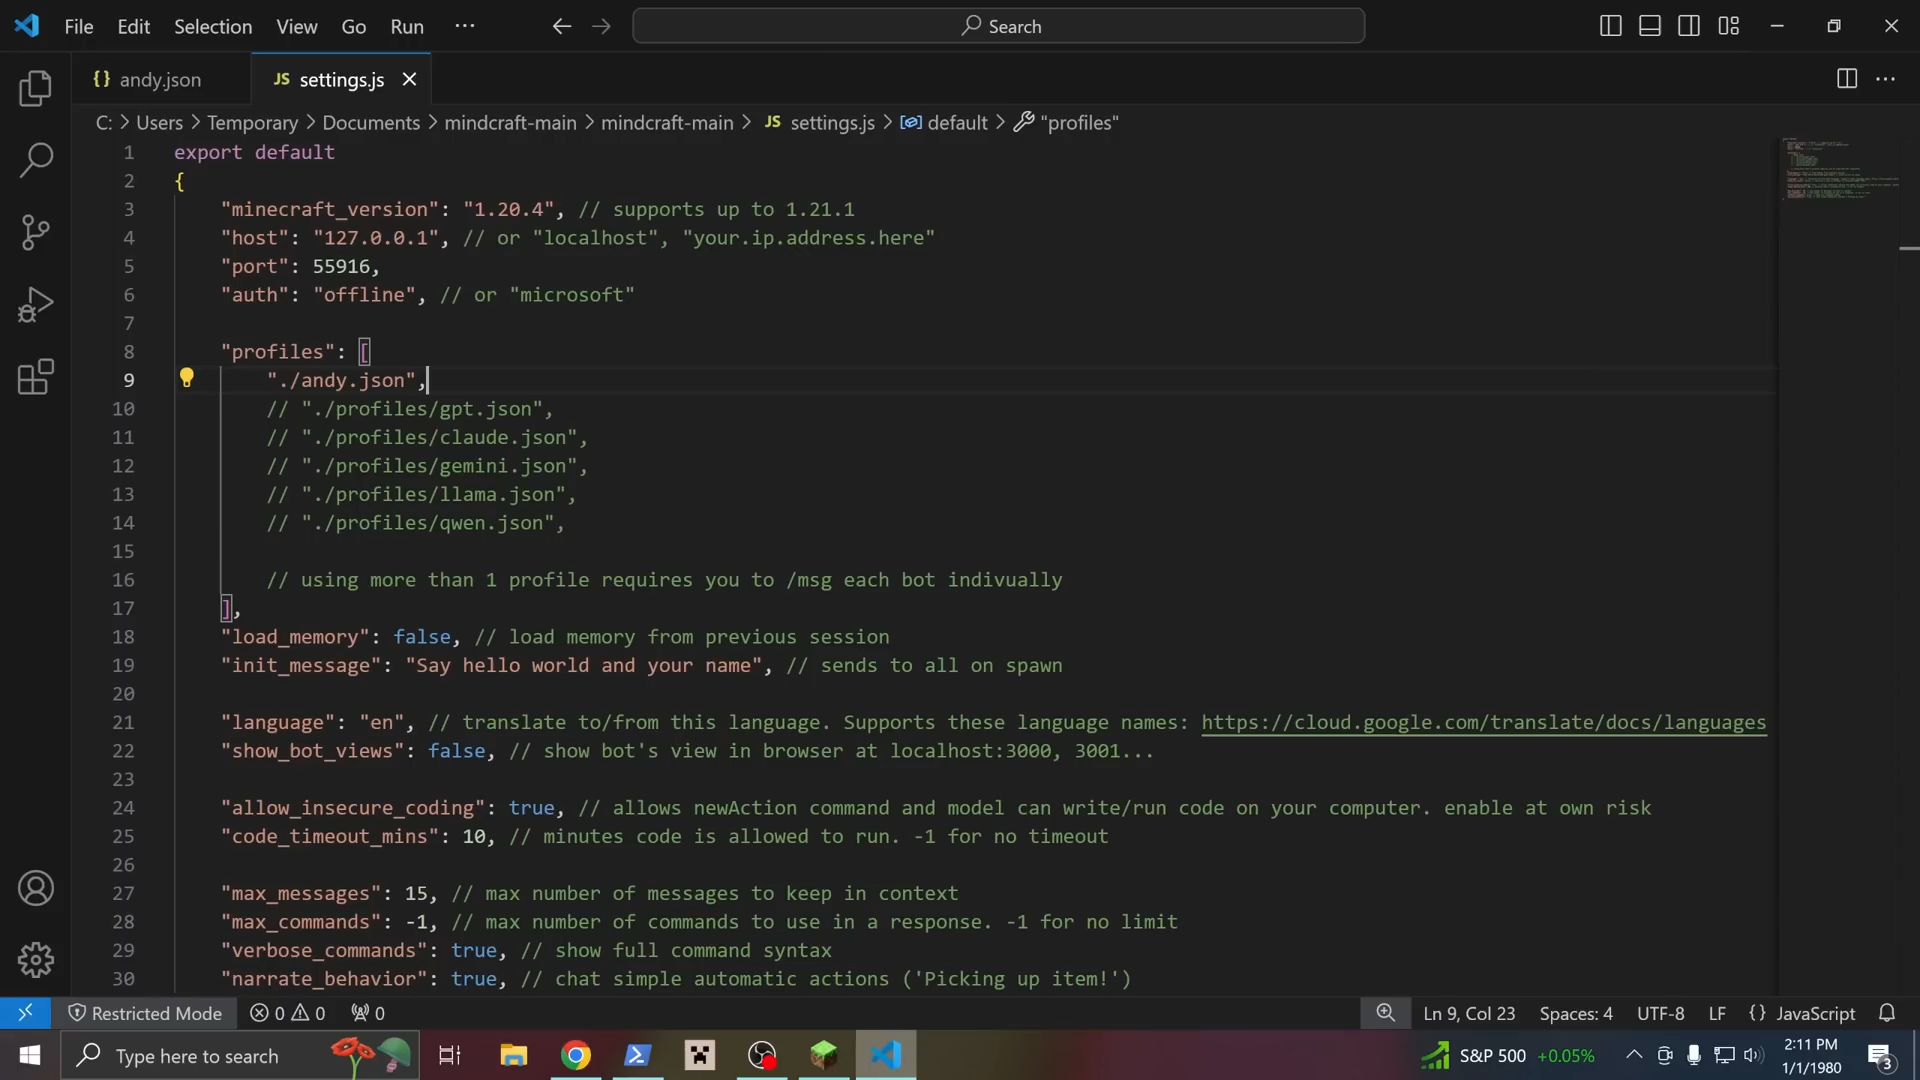 File Edit Selection View Go Run ··· Search
{} andy.json JS settings.js
C: > Users > Temporary > Documents > mindcraft-main > mindcraft-main > JS settings.js > default > "profiles"
1 export default
2 {
3 "minecraft_version": "1.20.4", // supports up to 1.21.1
4 "host": "127.0.0.1", // or "localhost", "your.ip.address.here"
5 "port": 55916,
6 "auth": "offline", // or "microsoft"
7
8 "profiles": [
9 "./andy.json",
10 // "./profiles/gpt.json",
11 // "./profiles/claude.json",
12 // "./profiles/gemini.json",
13 // "./profiles/llama.json",
14 // "./profiles/qwen.json",
15
16 // using more than 1 profile requires you to /msg each bot indivually
17 ],
18 "load_memory": false, // load memory from previous session
19 "init_message": "Say hello world and your name", // sends to all on spawn
20
21 "language": "en", // translate to/from this language. Supports these language names: https://cloud.google.com/translate/docs/languages
22 "show_bot_views": false, // show bot's view in browser at localhost:3000, 3001...
23
24 "allow_insecure_coding": true, // allows newAction command and model can write/run code on your computer. enable at own risk
25 "code_timeout_mins": 10, // minutes code is allowed to run. -1 for no timeout
26
27 "max_messages": 15, // max number of messages to keep in context
28 "max_commands": -1, // max number of commands to use in a response. -1 for no limit
29 "verbose_commands": true, // show full command syntax
30 "narrate_behavior": true, // chat simple automatic actions ('Picking up item!')
Restricted Mode 0 0 0 Ln 9, Col 23 Spaces: 4 UTF-8 LF {} JavaScript
Type here to search S&P 500 +0.05% 2:11 PM
1/1/1980 3